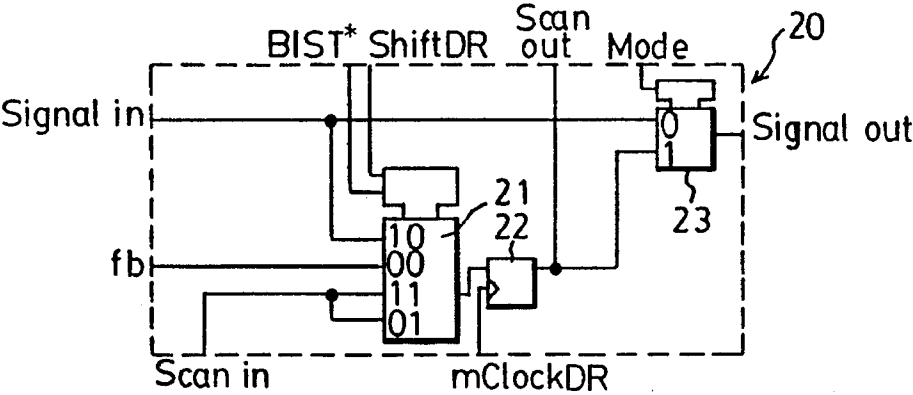 Scan
out
BIST* ShiftDR
Mode
20
Signal in
0
1
Signal out
23
21
22
10
00
11
01
fb
Scan in
mClockDR